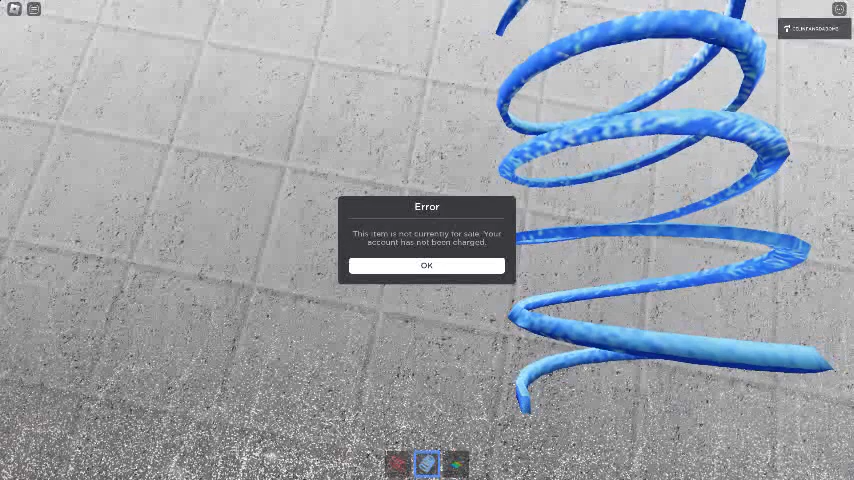 Error
This item is not currently for sale. Your
account has not been charged.
OK